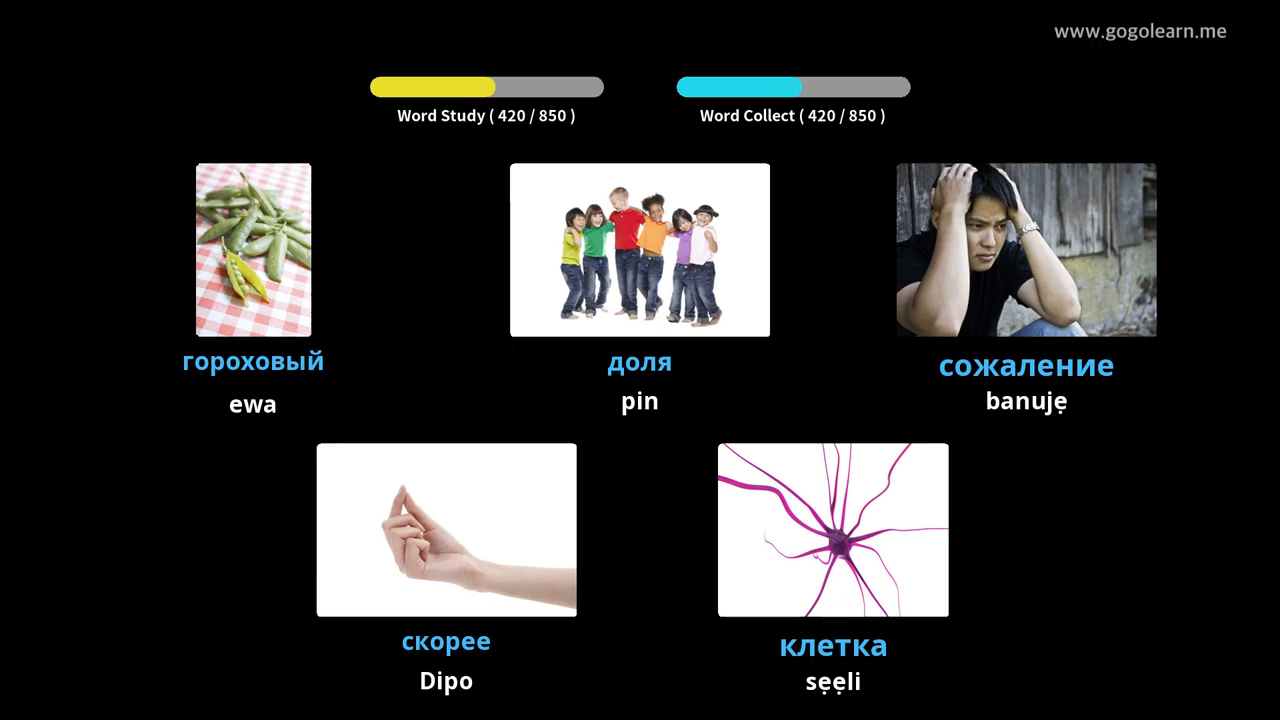 www.gogolearn.me
Word Study ( 420 / 850 )
Word Collect ( 420 / 850 )
гороховый
ewa
доля
pin
сожаление
banujẹ
скорее
Dipo
клетка
sẹẹli